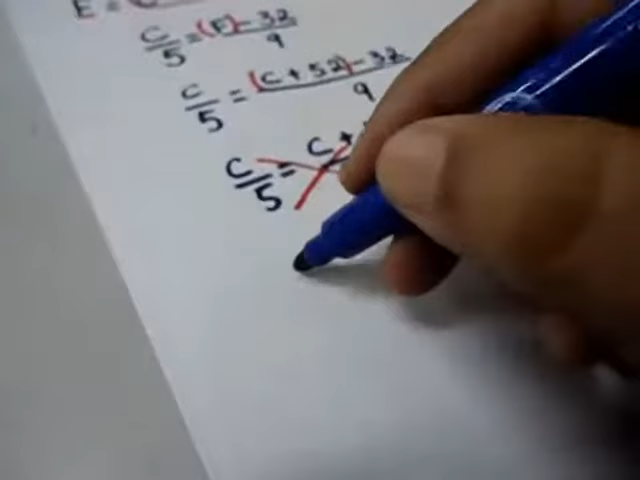 C/5 = (F) - 32/9
C/5 = (C + 52) - 32/9
C/5 = C +